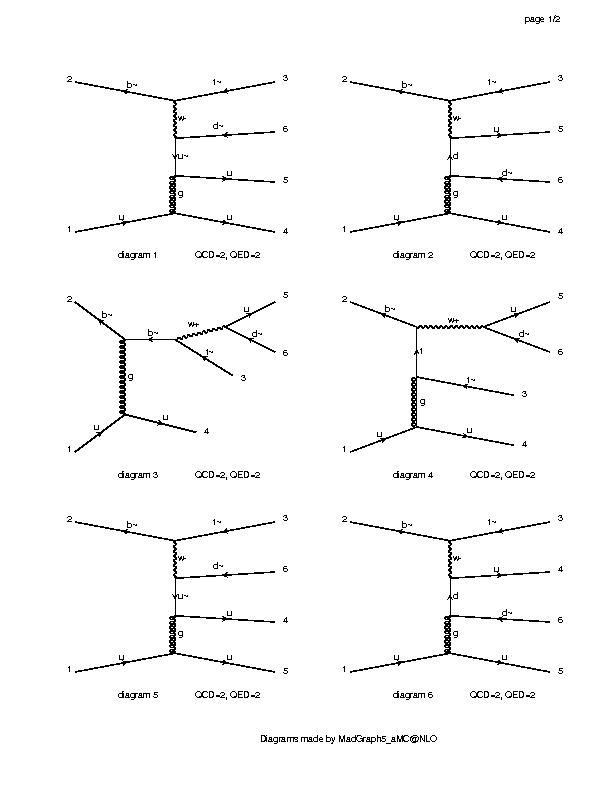 page 1/2
2
b~
t~
3
w-
d~
6
u~
u
5
g
1
u
u
4
diagram 1 QCD=2, QED=2
2
b~
t~
3
w-
u
5
d
d~
6
g
1
u
u
4
diagram 2 QCD=2, QED=2
2
b~
5
u
w+
d~
6
b~
t~
3
g
u
4
u
1
diagram 3 QCD=2, QED=2
2
b~
5
u
w+
d~
6
t
t~
3
g
u
4
u
1
diagram 4 QCD=2, QED=2
2
b~
t~
3
w-
d~
6
u~
u
4
g
1
u
u
5
diagram 5 QCD=2, QED=2
2
b~
t~
3
w-
u
4
d
d~
6
g
1
u
u
5
diagram 6 QCD=2, QED=2
Diagrams made by MadGraph5_aMC@NLO